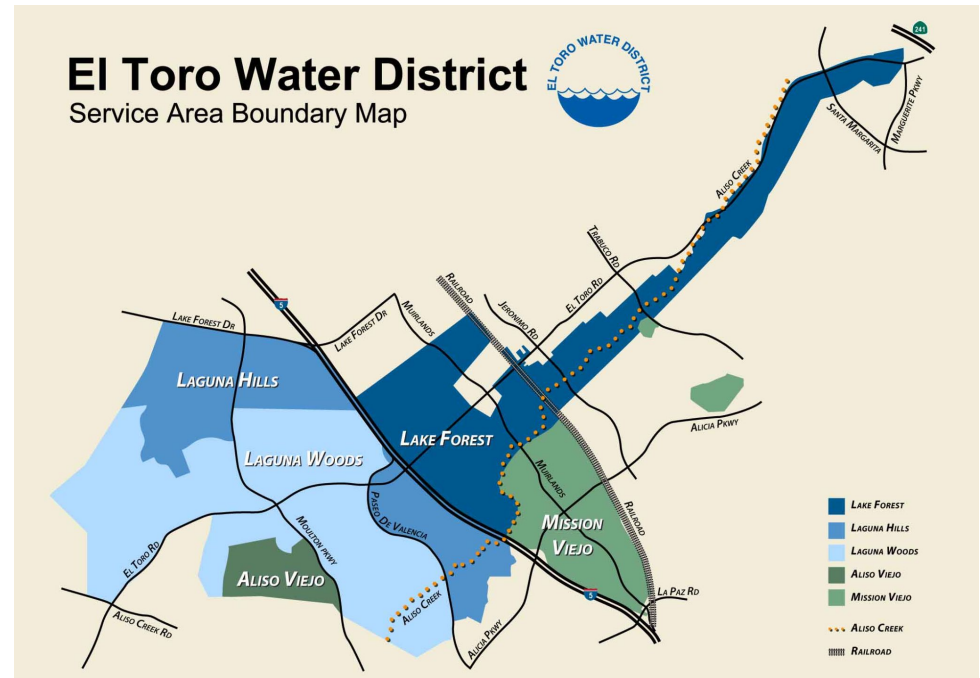 El Toro Water District
Service Area Boundary Map
EL TORO WATER DISTRICT
241
SANTA MARGARITA
MARGUERITE PKWY
ALISO CREEK
TRABUCO RD
EL TORO RD
RAILROAD
JERONIMO RD
5
MUIRLANDS
LAKE FOREST DR
LAKE FOREST DR
LAGUNA HILLS
ALICIA PKWY
LAKE FOREST
LAGUNA WOODS
MUIRLANDS
PASEO DE VALENCIA
RAILROAD
MISSION
VIEJO
MOULTON PKWY
EL TORO RD
ALISO VIEJO
ALISO CREEK
5
LA PAZ RD
ALISO CREEK RD
ALICIA PKWY
LAKE FOREST
LAGUNA HILLS
LAGUNA WOODS
ALISO VIEJO
MISSION VIEJO
ALISO CREEK
RAILROAD